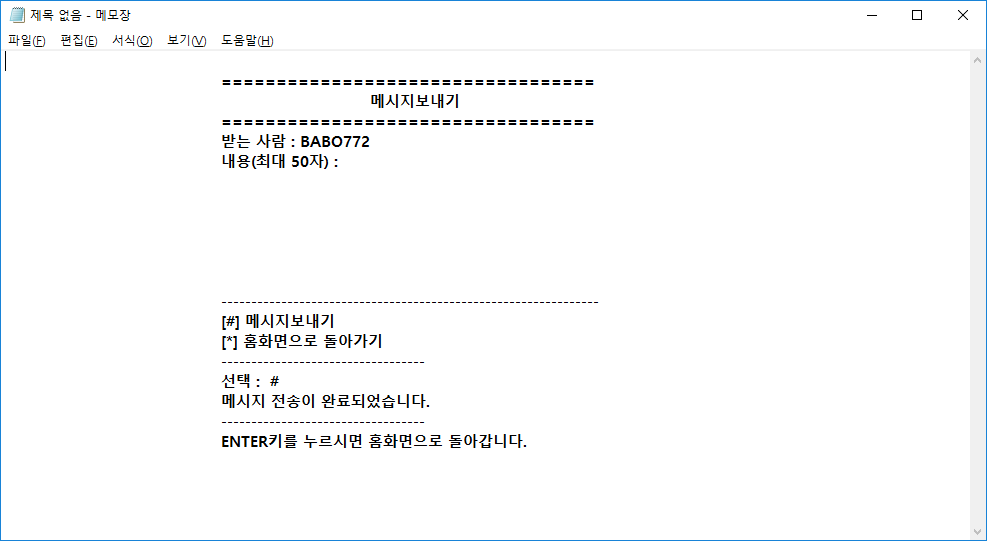 제목 없음 - 메모장
파일(F) 편집(E) 서식(O) 보기(V) 도움말(H)
==================================
메시지보내기
==================================
받는 사람 : BABO772
내용(최대 50자) :
---------------------------------------------------------------
[#] 메시지보내기
[*] 홈화면으로 돌아가기
----------------------------------
선택 :  #
메시지 전송이 완료되었습니다.
----------------------------------
ENTER키를 누르시면 홈화면으로 돌아갑니다.